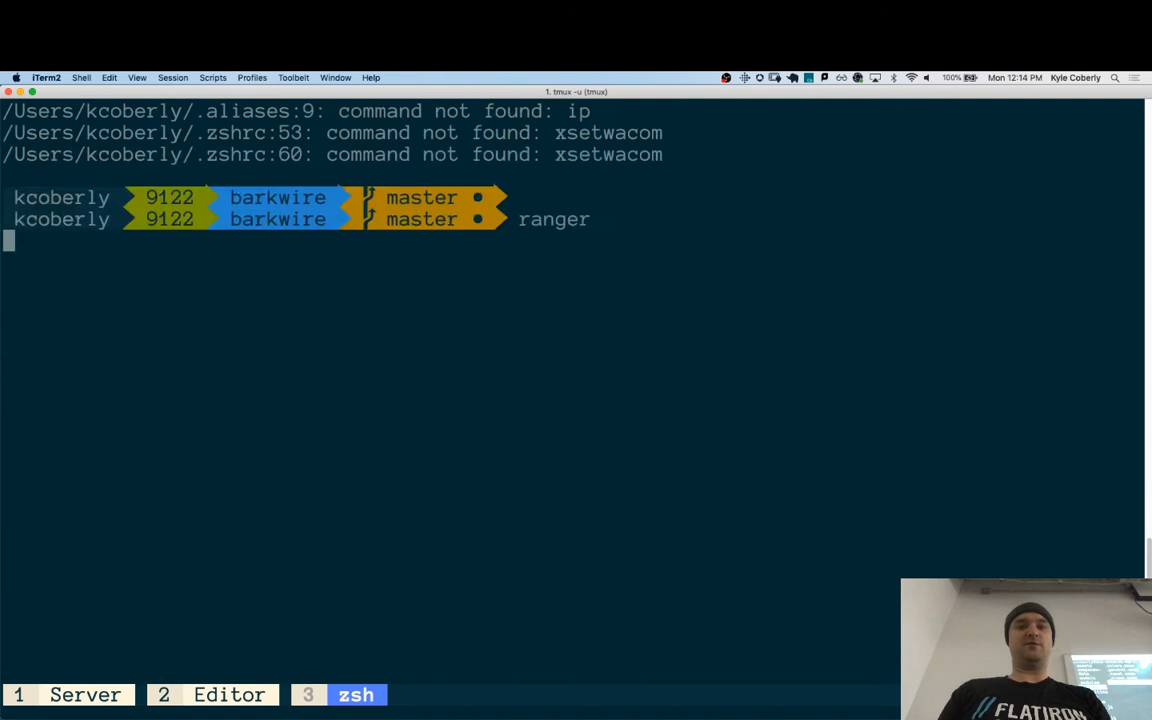 iTerm2 Shell Edit View Session Scripts Profiles Toolbelt Window Help 100% Mon 12:14 PM Kyle Coberly
1. tmux -u (tmux)
/Users/kcoberly/.aliases:9: command not found: ip
/Users/kcoberly/.zshrc:53: command not found: xsetwacom
/Users/kcoberly/.zshrc:60: command not found: xsetwacom
kcoberly 9122 barkwire master
kcoberly 9122 barkwire master ranger
// FLATIRON
1 Server 2 Editor 3 zsh